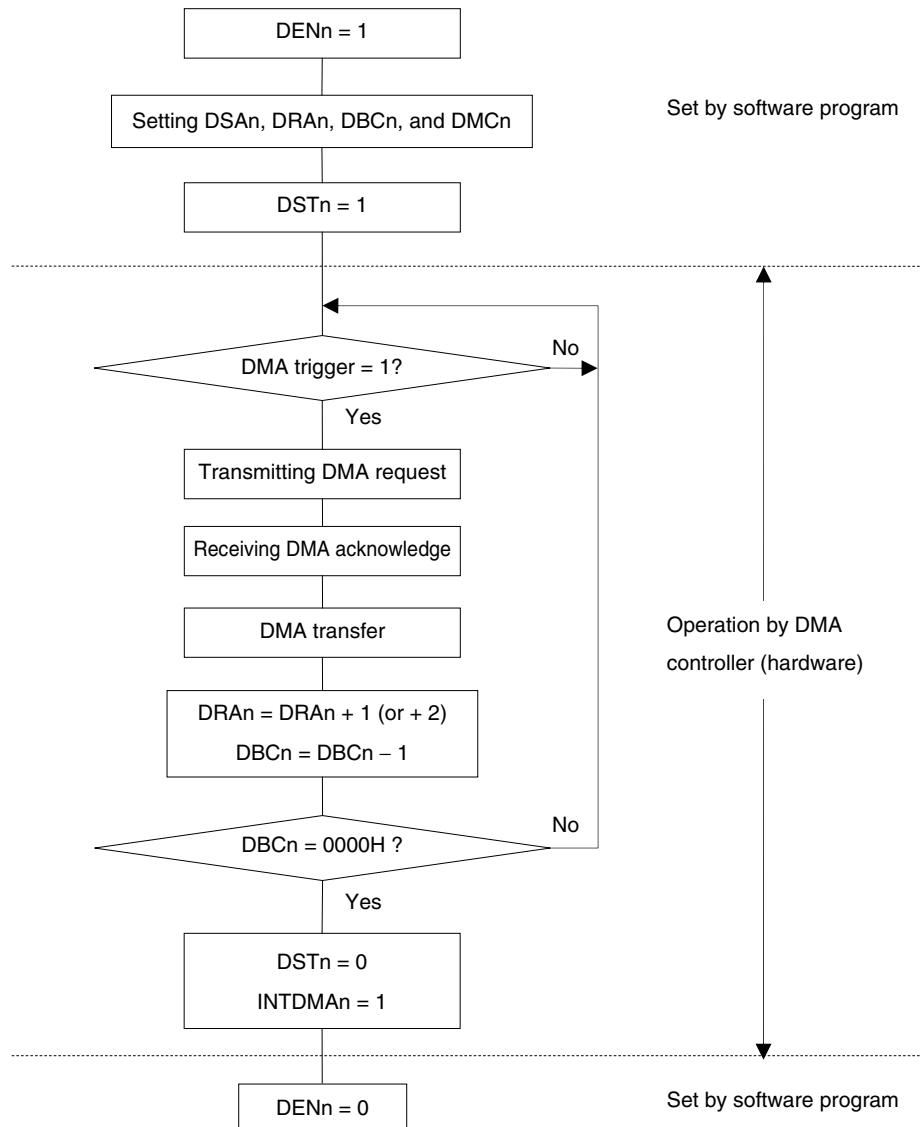 DENn = 1
Setting DSAn, DRAn, DBCn, and DMCn
Set by software program
DSTn = 1
DMA trigger = 1?
No
Yes
Transmitting DMA request
Receiving DMA acknowledge
DMA transfer
Operation by DMA
controller (hardware)
DRAn = DRAn + 1 (or + 2)
DBCn = DBCn − 1
DBCn = 0000H ?
No
Yes
DSTn = 0
INTDMAn = 1
DENn = 0
Set by software program